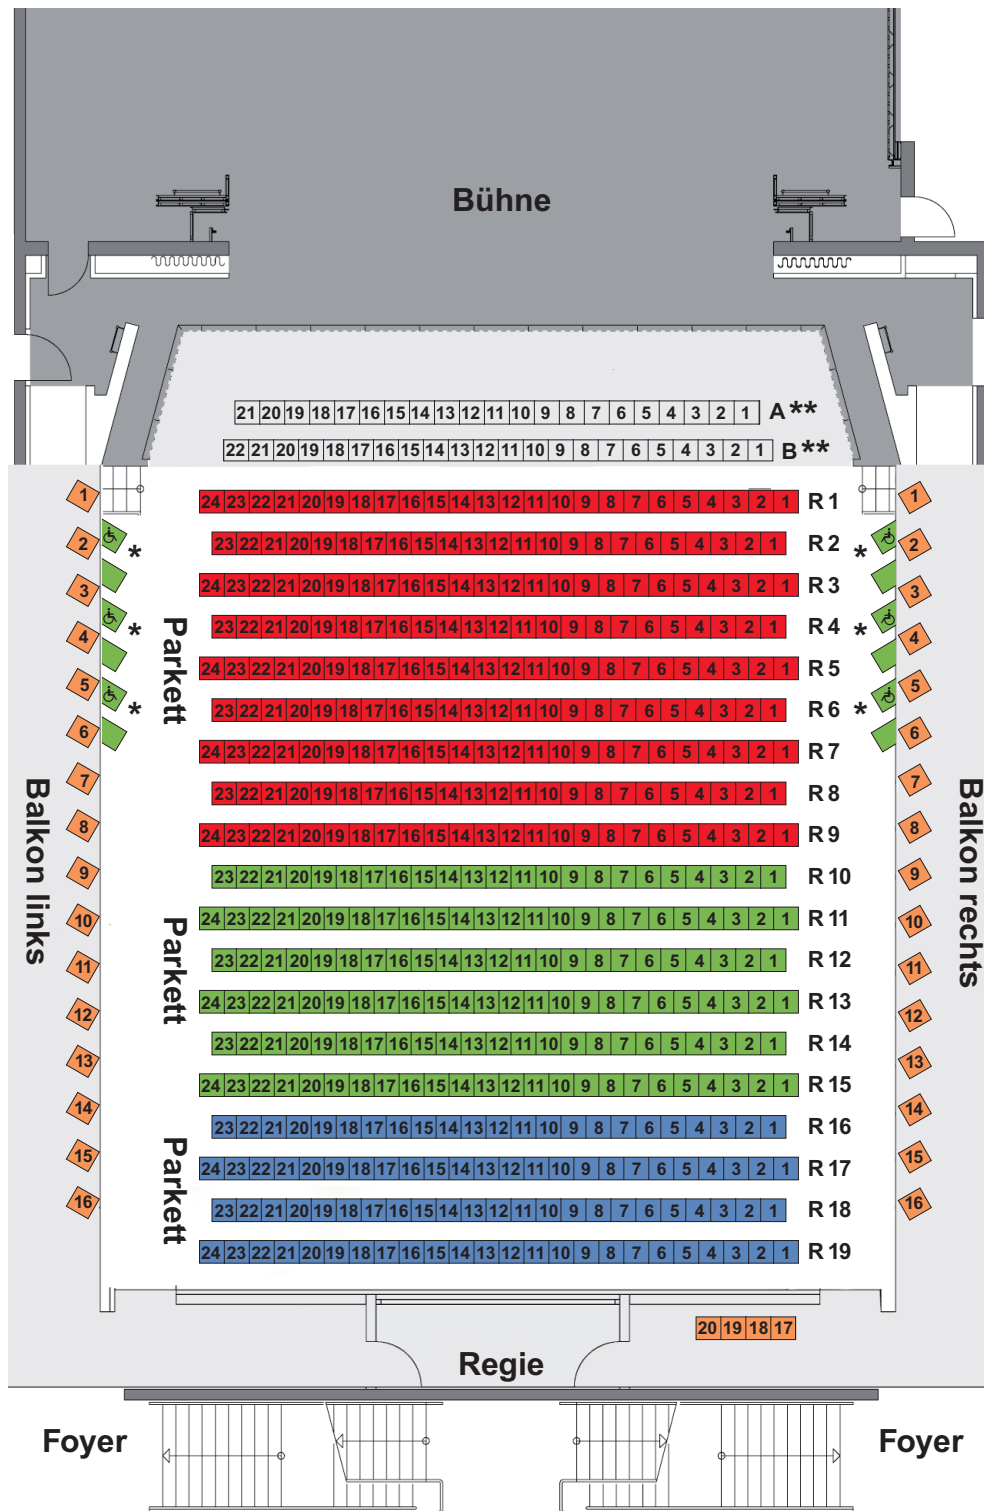 Bühne
21 20 19 18 17 16 15 14 13 12 11 10 9 8 7 6 5 4 3 2 1 A**
22 21 20 19 18 17 16 15 14 13 12 11 10 9 8 7 6 5 4 3 2 1 B**
24 23 22 21 20 19 18 17 16 15 14 13 12 11 10 9 8 7 6 5 4 3 2 1 R 1
23 22 21 20 19 18 17 16 15 14 13 12 11 10 9 8 7 6 5 4 3 2 1 R 2
24 23 22 21 20 19 18 17 16 15 14 13 12 11 10 9 8 7 6 5 4 3 2 1 R 3
23 22 21 20 19 18 17 16 15 14 13 12 11 10 9 8 7 6 5 4 3 2 1 R 4
24 23 22 21 20 19 18 17 16 15 14 13 12 11 10 9 8 7 6 5 4 3 2 1 R 5
23 22 21 20 19 18 17 16 15 14 13 12 11 10 9 8 7 6 5 4 3 2 1 R 6
24 23 22 21 20 19 18 17 16 15 14 13 12 11 10 9 8 7 6 5 4 3 2 1 R 7
23 22 21 20 19 18 17 16 15 14 13 12 11 10 9 8 7 6 5 4 3 2 1 R 8
24 23 22 21 20 19 18 17 16 15 14 13 12 11 10 9 8 7 6 5 4 3 2 1 R 9
23 22 21 20 19 18 17 16 15 14 13 12 11 10 9 8 7 6 5 4 3 2 1 R 10
24 23 22 21 20 19 18 17 16 15 14 13 12 11 10 9 8 7 6 5 4 3 2 1 R 11
23 22 21 20 19 18 17 16 15 14 13 12 11 10 9 8 7 6 5 4 3 2 1 R 12
24 23 22 21 20 19 18 17 16 15 14 13 12 11 10 9 8 7 6 5 4 3 2 1 R 13
23 22 21 20 19 18 17 16 15 14 13 12 11 10 9 8 7 6 5 4 3 2 1 R 14
24 23 22 21 20 19 18 17 16 15 14 13 12 11 10 9 8 7 6 5 4 3 2 1 R 15
23 22 21 20 19 18 17 16 15 14 13 12 11 10 9 8 7 6 5 4 3 2 1 R 16
24 23 22 21 20 19 18 17 16 15 14 13 12 11 10 9 8 7 6 5 4 3 2 1 R 17
23 22 21 20 19 18 17 16 15 14 13 12 11 10 9 8 7 6 5 4 3 2 1 R 18
24 23 22 21 20 19 18 17 16 15 14 13 12 11 10 9 8 7 6 5 4 3 2 1 R 19
Balkon links
1
2
3
4
5
6
7
8
9
10
11
12
13
14
15
16
*
*
*
Parkett
Parkett
Parkett
*
*
*
1
2
3
4
5
6
7
8
9
10
11
12
13
14
15
16
Balkon rechts
20 19 18 17
Regie
Foyer
Foyer